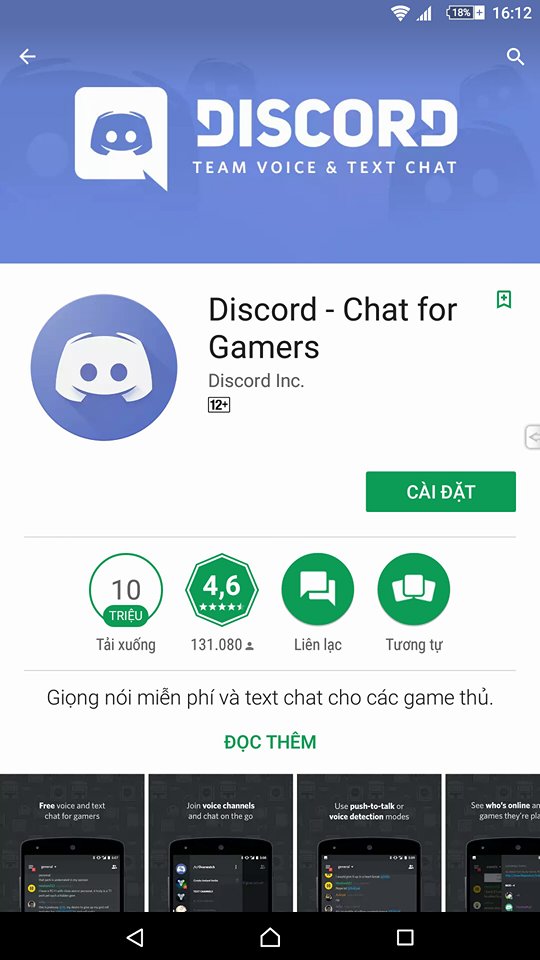 18%
16:12
DISCORD
TEAM VOICE & TEXT CHAT
Discord - Chat for
Gamers
Discord Inc.
12+
CÀI ĐẶT
10
TRIỆU
4,6
Tải xuống
131.080
Liên lạc
Tương tự
Giọng nói miễn phí và text chat cho các game thủ.
ĐỌC THÊM
Free voice and text
chat for gamers
Join voice channels
and chat on the go
Use push-to-talk or
voice detection modes
See who's online an
games they're pla
general
general